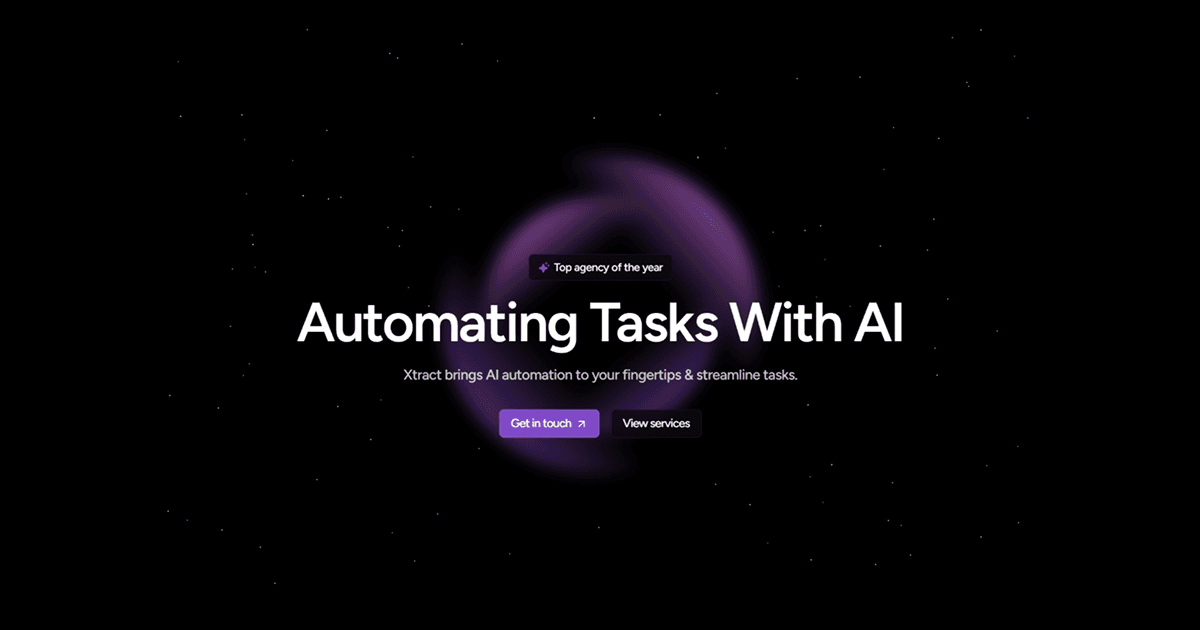 Top agency of the year
Automating Tasks With AI
Xtract brings AI automation to your fingertips & streamline tasks.
Get in touch
View services